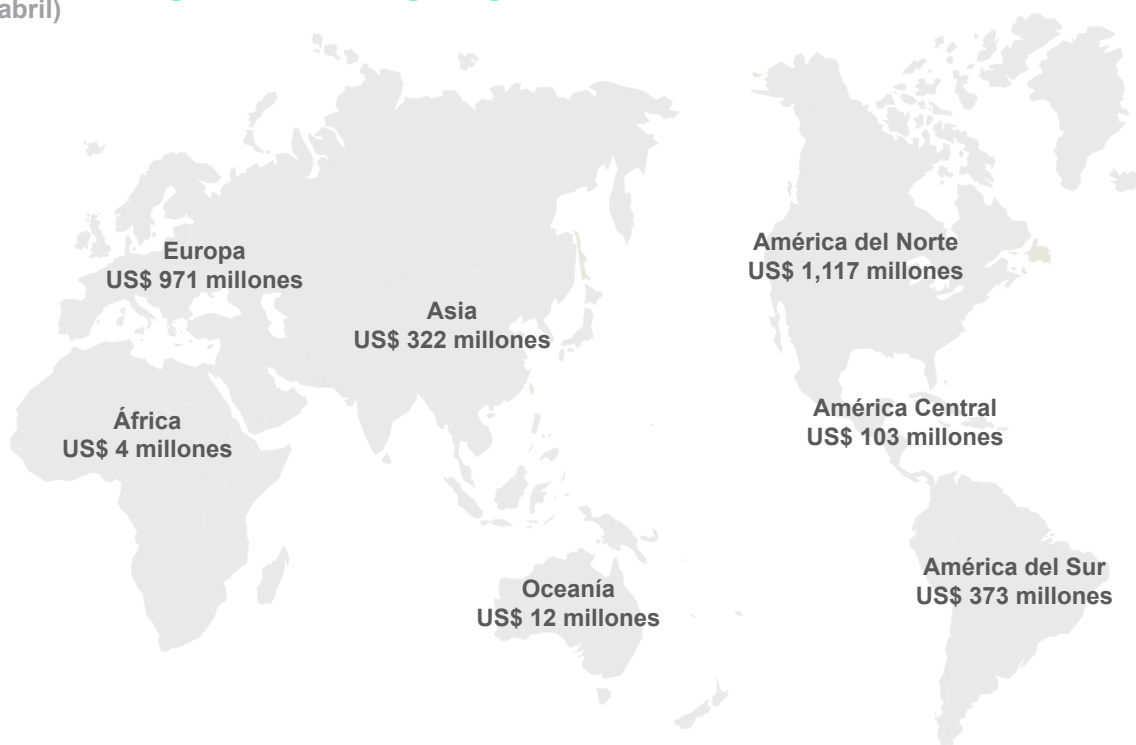 abril)
Europa
US$ 971 millones
América del Norte
US$ 1,117 millones
Asia
US$ 322 millones
África
US$ 4 millones
América Central
US$ 103 millones
América del Sur
US$ 373 millones
Oceanía
US$ 12 millones